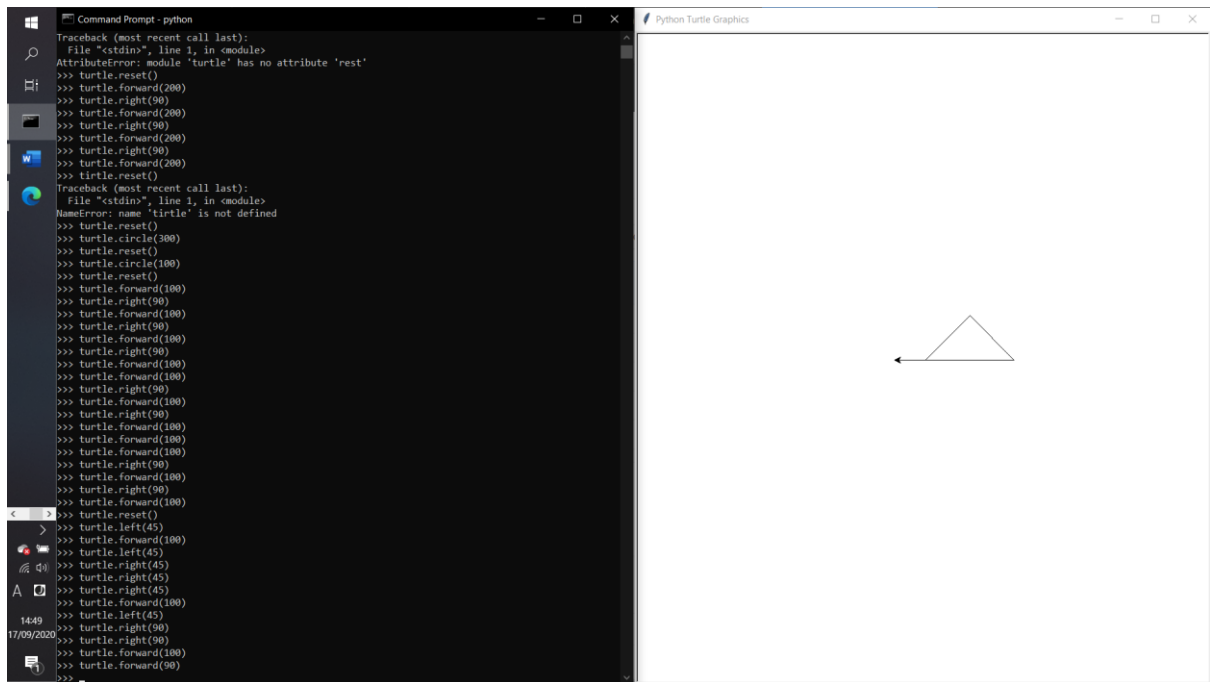 Command Prompt - python
Traceback (most recent call last):
  File "<stdin>", line 1, in <module>
AttributeError: module 'turtle' has no attribute 'rest'
>>> turtle.reset()
>>> turtle.forward(200)
>>> turtle.right(90)
>>> turtle.forward(200)
>>> turtle.right(90)
>>> turtle.forward(200)
>>> turtle.right(90)
>>> turtle.forward(200)
>>> tirtle.reset()
Traceback (most recent call last):
  File "<stdin>", line 1, in <module>
NameError: name 'tirtle' is not defined
>>> turtle.reset()
>>> turtle.circle(300)
>>> turtle.reset()
>>> turtle.circle(100)
>>> turtle.reset()
>>> turtle.forward(100)
>>> turtle.right(90)
>>> turtle.forward(100)
>>> turtle.right(90)
>>> turtle.forward(100)
>>> turtle.right(90)
>>> turtle.forward(100)
>>> turtle.forward(100)
>>> turtle.right(90)
>>> turtle.forward(100)
>>> turtle.right(90)
>>> turtle.forward(100)
>>> turtle.forward(100)
>>> turtle.forward(100)
>>> turtle.right(90)
>>> turtle.forward(100)
>>> turtle.right(90)
>>> turtle.forward(100)
>>> turtle.reset()
>>> turtle.left(45)
>>> turtle.forward(100)
>>> turtle.left(45)
>>> turtle.right(45)
>>> turtle.right(45)
>>> turtle.right(45)
>>> turtle.forward(100)
>>> turtle.left(45)
>>> turtle.right(90)
>>> turtle.right(90)
>>> turtle.forward(100)
>>> turtle.forward(90)
>>>
Python Turtle Graphics
W
A
14:49
17/09/2020
1